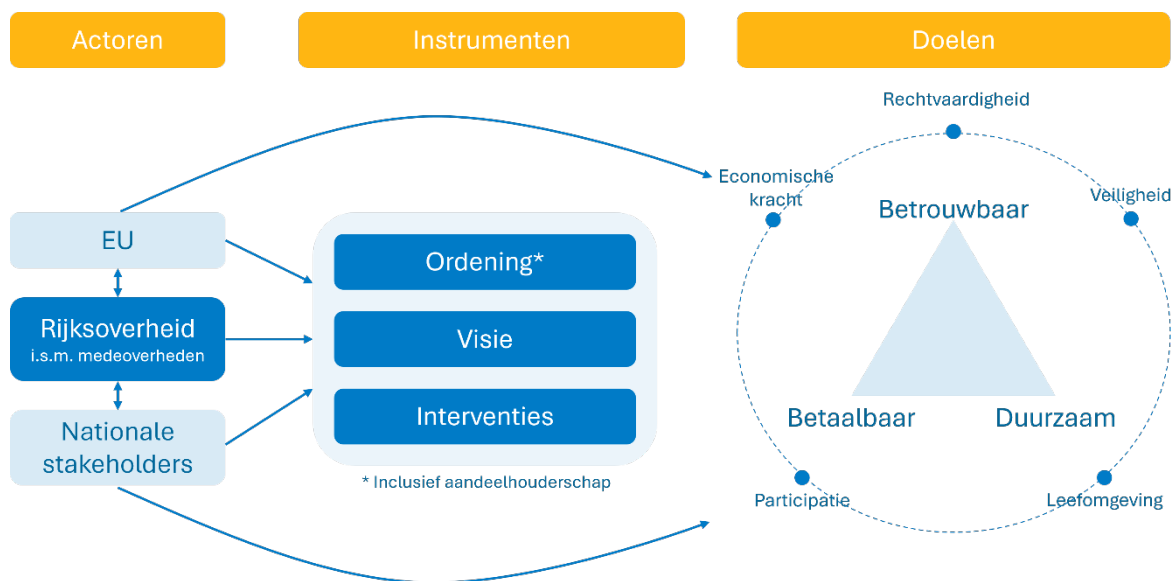 Actoren
Instrumenten
Doelen
EU
Rijksoverheid
i.s.m. medeoverheden
Nationale
stakeholders
Ordening*
Visie
Interventies
* Inclusief aandeelhouderschap
Rechtvaardigheid
Economische
kracht
Veiligheid
Betrouwbaar
Betaalbaar
Duurzaam
Participatie
Leefomgeving